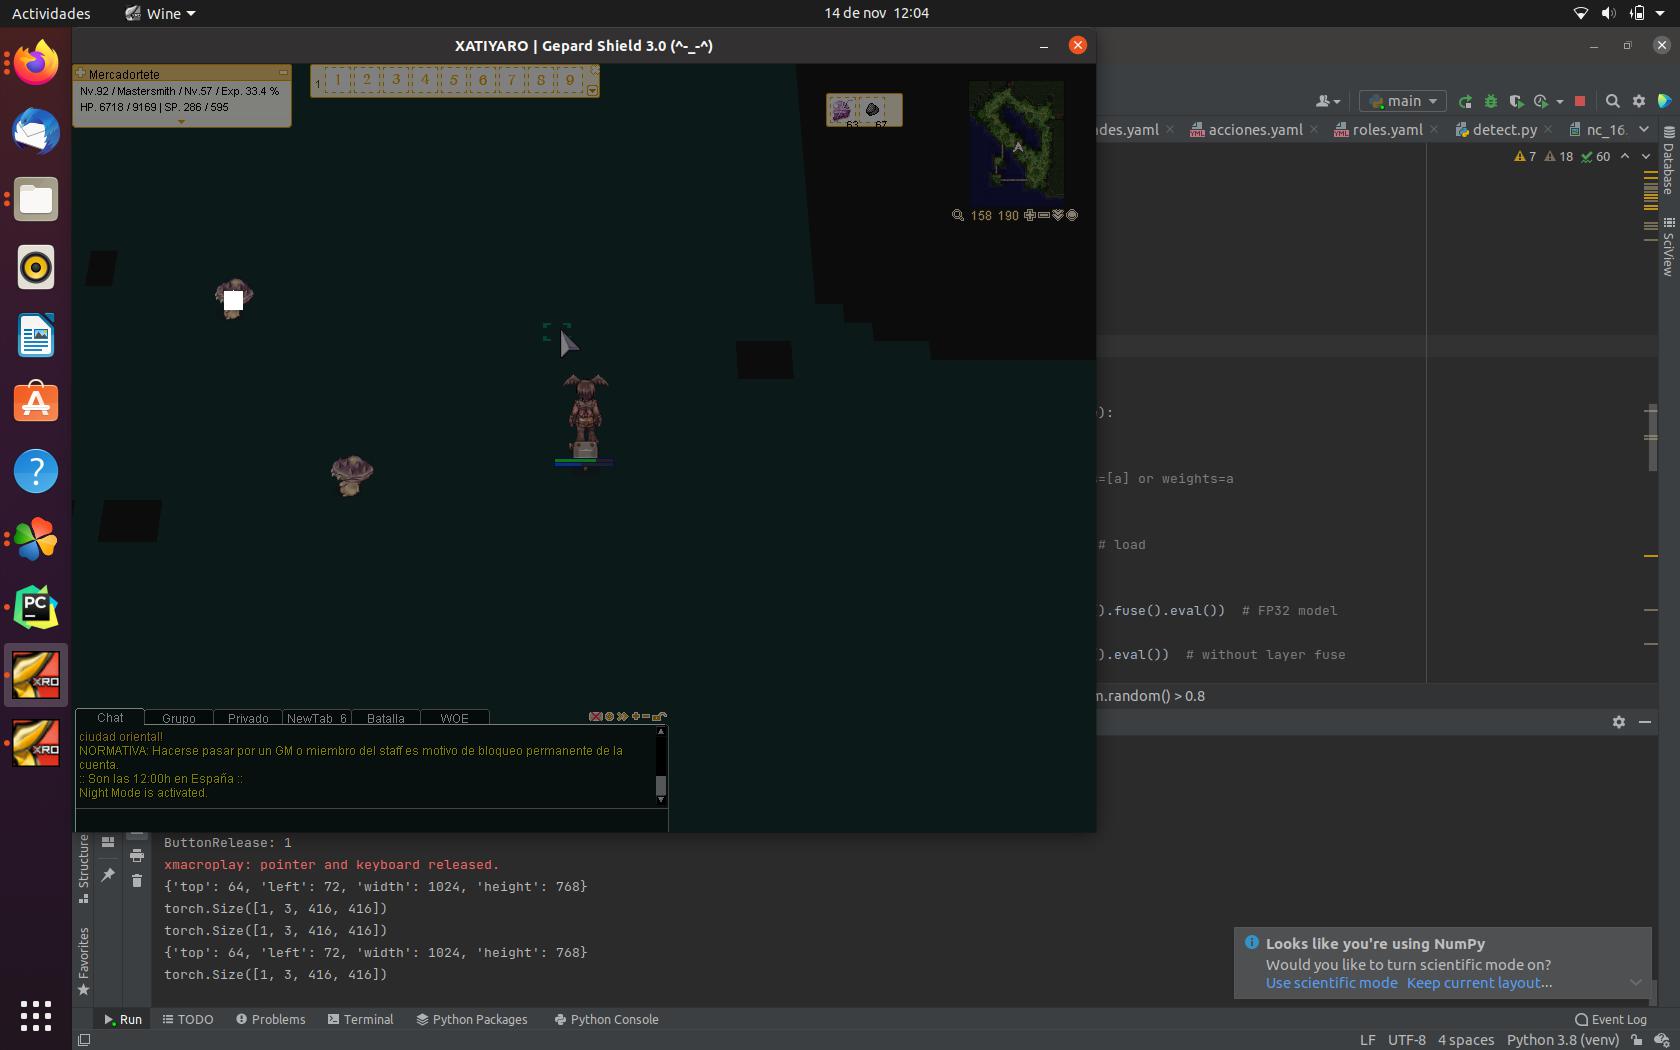 Actividades
Wine
14 de nov 12:04
XATIYARO | Gepard Shield 3.0 (^-_-^)
Mercadortete
Nv.92 / Mastersmith / Nv.57 / Exp. 33.4 %
HP. 6718 / 9169 | SP. 286 / 595
1 1 2 3 4 5 6 7 8 9
63 67
158 190
main
des.yaml
acciones.yaml
roles.yaml
detect.py
nc_16.
7 18 60
Database
SciView
):
=[a] or weights=a
# load
).fuse().eval()) # FP32 model
).eval()) # without layer fuse
m.random() > 0.8
Chat Grupo Privado NewTab_6 Batalla WOE
ciudad oriental!
NORMATIVA: Hacerse pasar por un GM o miembro del staff es motivo de bloqueo permanente de la
cuenta.
:: Son las 12:00h en España ::
Night Mode is activated.
XRO
XRO
PC
Structure
Favorites
ButtonRelease: 1
xmacroplay: pointer and keyboard released.
{'top': 64, 'left': 72, 'width': 1024, 'height': 768}
torch.Size([1, 3, 416, 416])
torch.Size([1, 3, 416, 416])
{'top': 64, 'left': 72, 'width': 1024, 'height': 768}
torch.Size([1, 3, 416, 416])
Looks like you're using NumPy
Would you like to turn scientific mode on?
Use scientific mode Keep current layout...
Run TODO Problems Terminal Python Packages Python Console
Event Log
LF UTF-8 4 spaces Python 3.8 (venv)